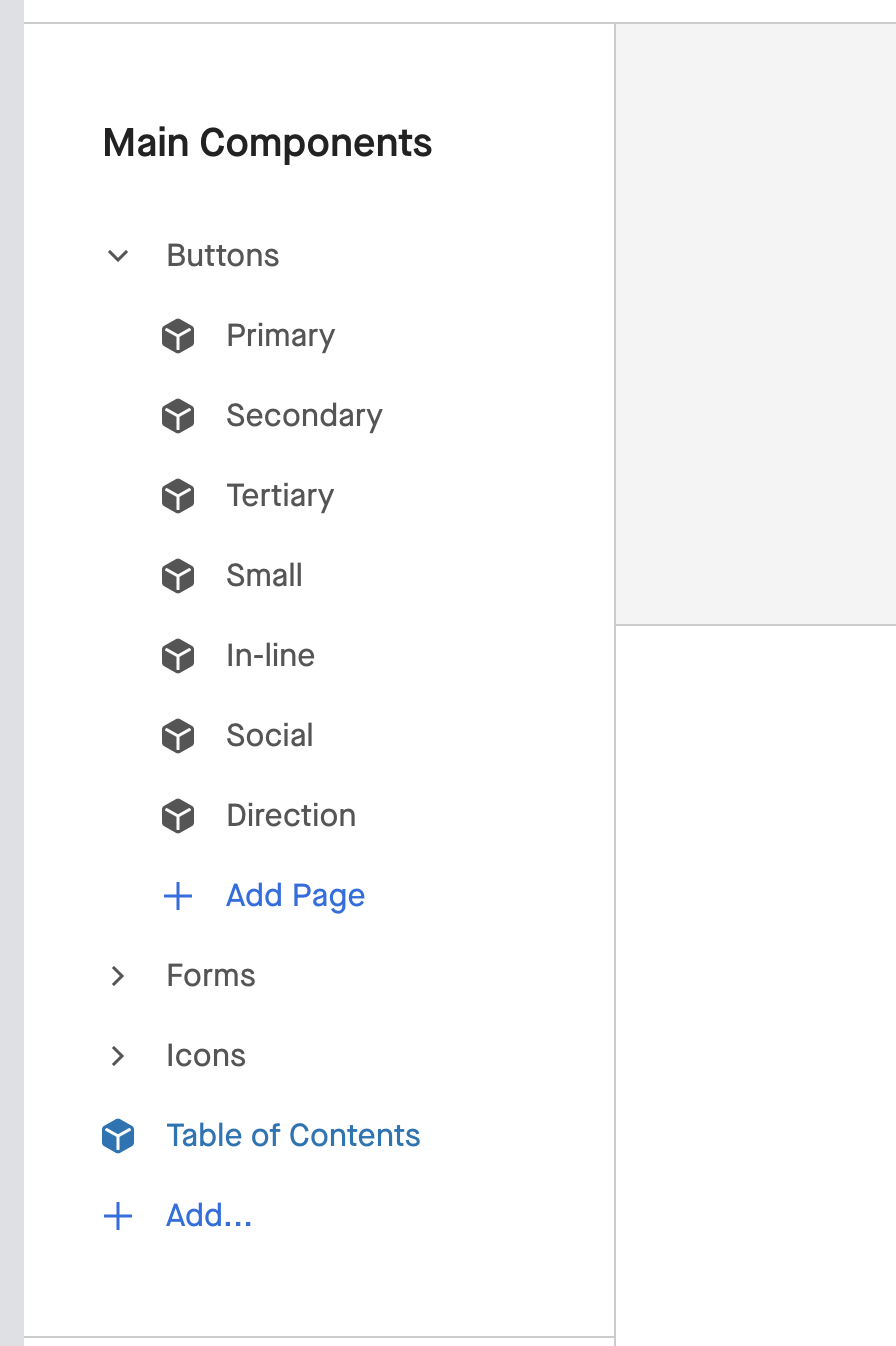 Main Components
Buttons
Primary
Secondary
Tertiary
Small
In-line
Social
Direction
Add Page
Forms
Icons
Table of Contents
Add...